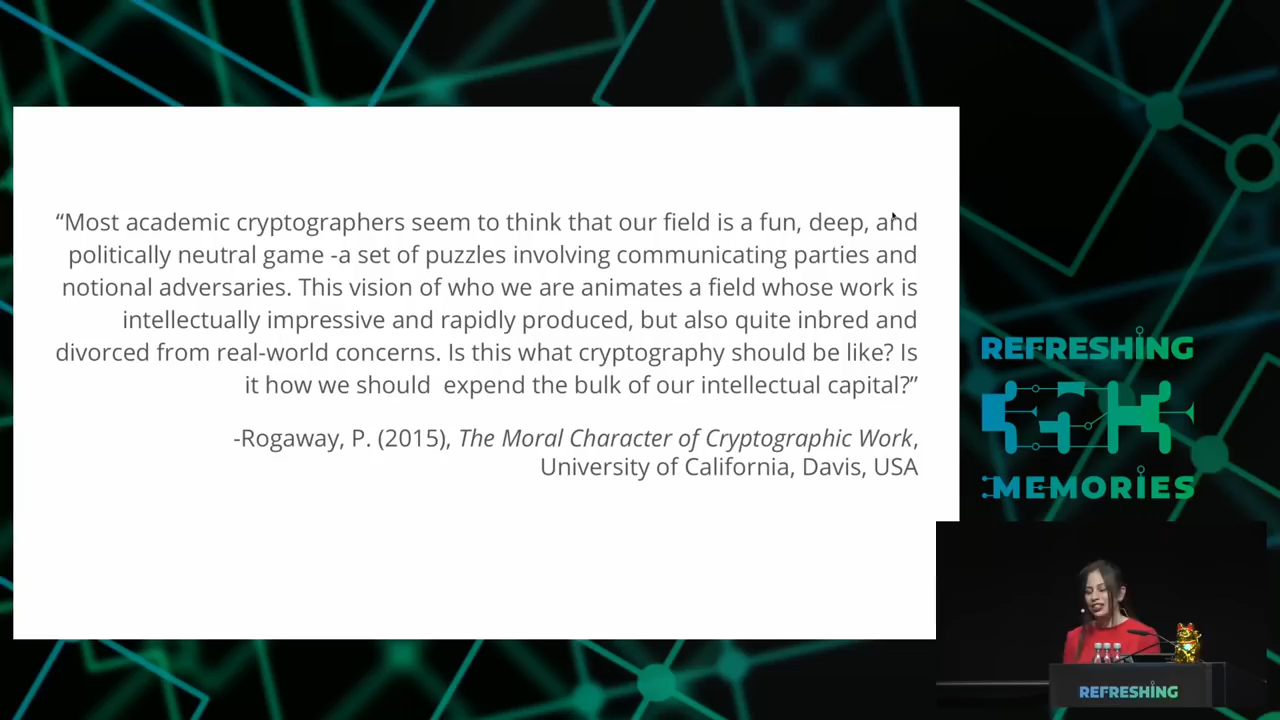 “Most academic cryptographers seem to think that our field is a fun, deep, and
politically neutral game -a set of puzzles involving communicating parties and
notional adversaries. This vision of who we are animates a field whose work is
intellectually impressive and rapidly produced, but also quite inbred and
divorced from real-world concerns. Is this what cryptography should be like? Is
it how we should  expend the bulk of our intellectual capital?”
-Rogaway, P. (2015), The Moral Character of Cryptographic Work,
University of California, Davis, USA
REFRESHING
35C3
MEMORIES
REFRESHING